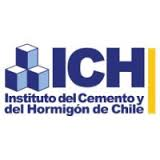 ICH
Instituto del Cemento y
del Hormigón de Chile